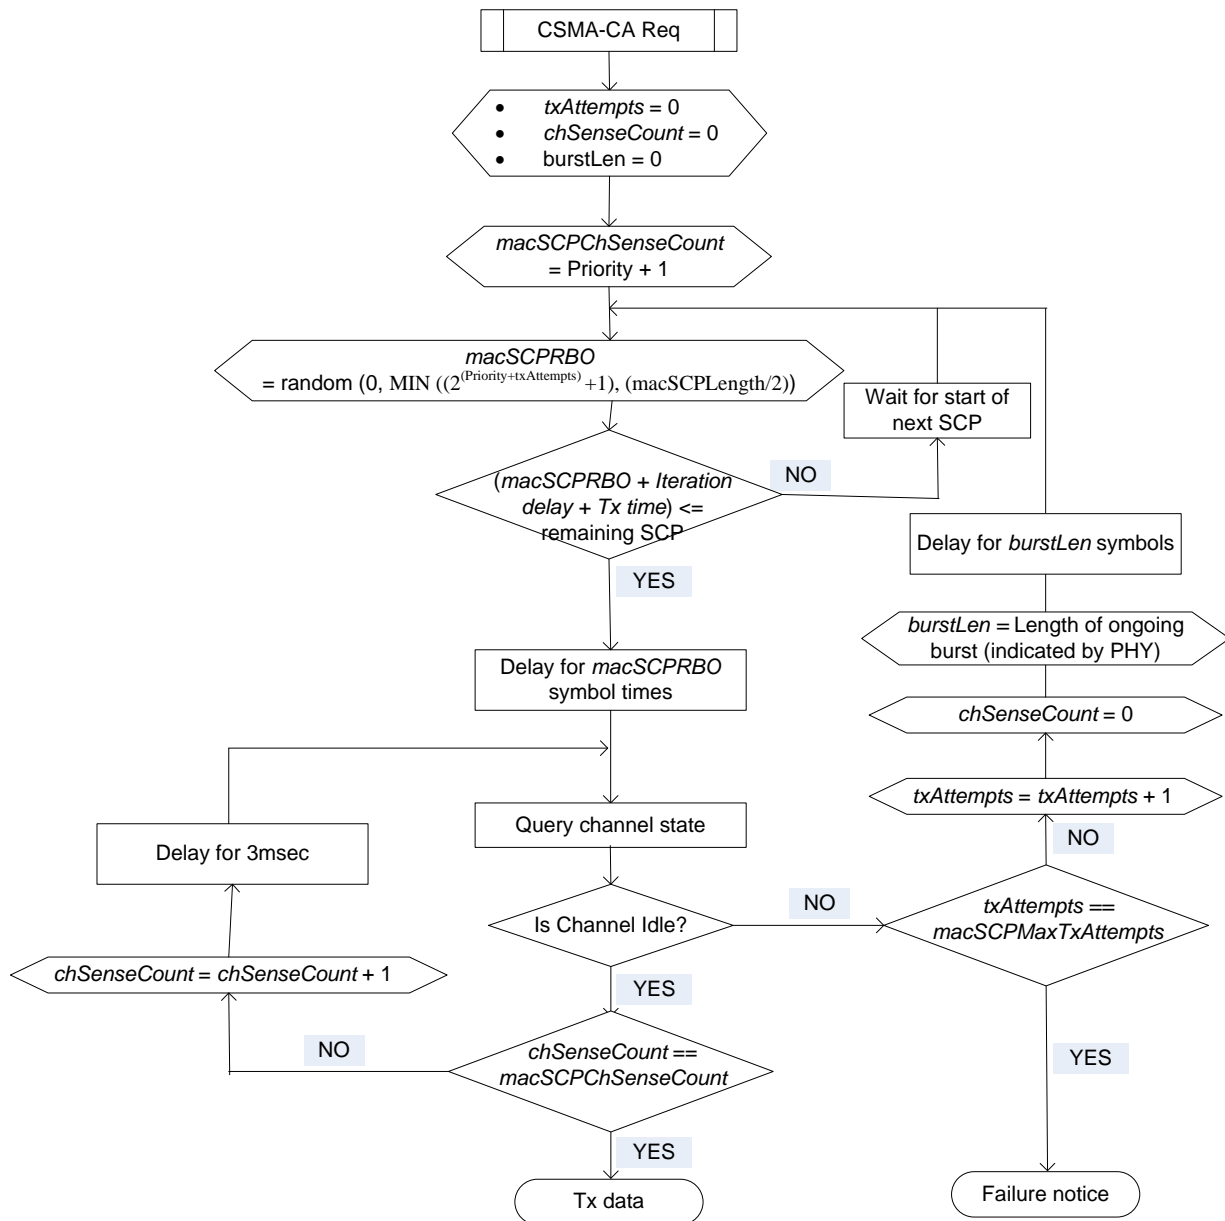 CSMA-CA Req
• txAttempts = 0
• chSenseCount = 0
• burstLen = 0
macSCPChSenseCount
= Priority + 1
macSCPRBO
= random (0, MIN ((2^(Priority+txAttempts) +1), (macSCPLength/2))
Wait for start of
next SCP
(macSCPRBO + Iteration
delay + Tx time) <=
remaining SCP
NO
YES
Delay for burstLen symbols
burstLen = Length of ongoing
burst (indicated by PHY)
Delay for macSCPRBO
symbol times
chSenseCount = 0
txAttempts = txAttempts + 1
Query channel state
Delay for 3msec
NO
Is Channel Idle?
NO
txAttempts ==
macSCPMaxTxAttempts
chSenseCount = chSenseCount + 1
YES
NO
chSenseCount ==
macSCPChSenseCount
YES
YES
Tx data
Failure notice